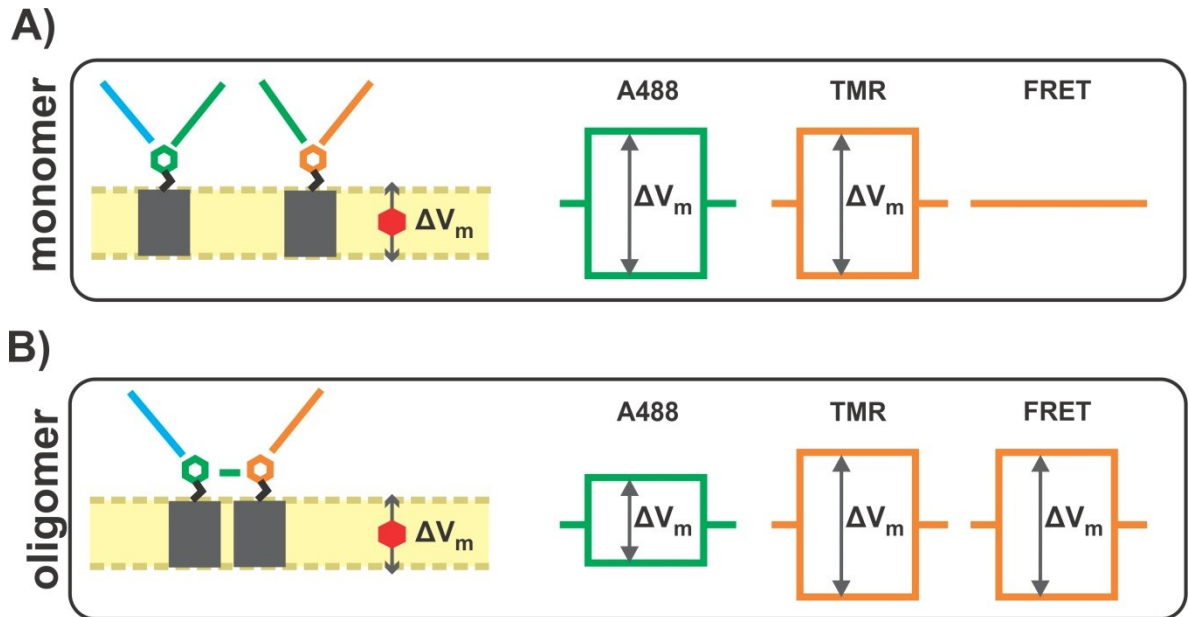 A)
monomer
A488 TMR FRET
ΔVm ΔVm ΔVm
B)
oligomer
A488 TMR FRET
ΔVm ΔVm ΔVm ΔVm